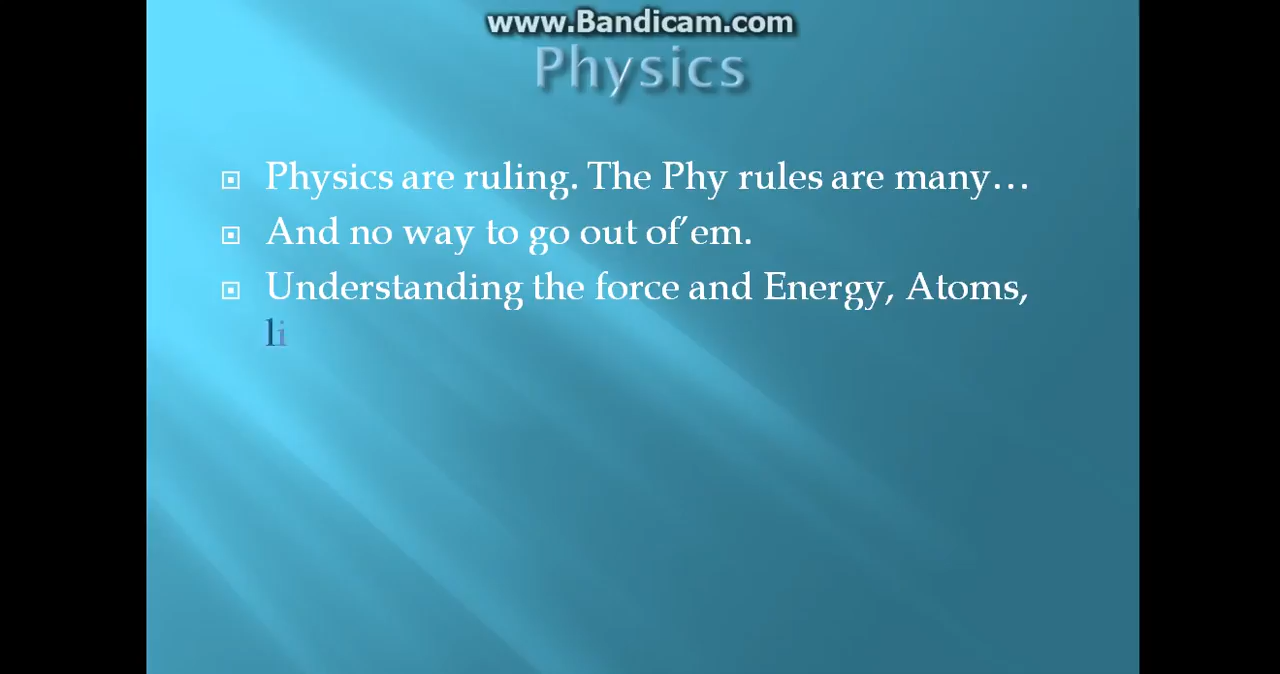 www.Bandicam.com
Physics
Physics are ruling. The Phy rules are many…
And no way to go out of’em.
Understanding the force and Energy, Atoms,
li